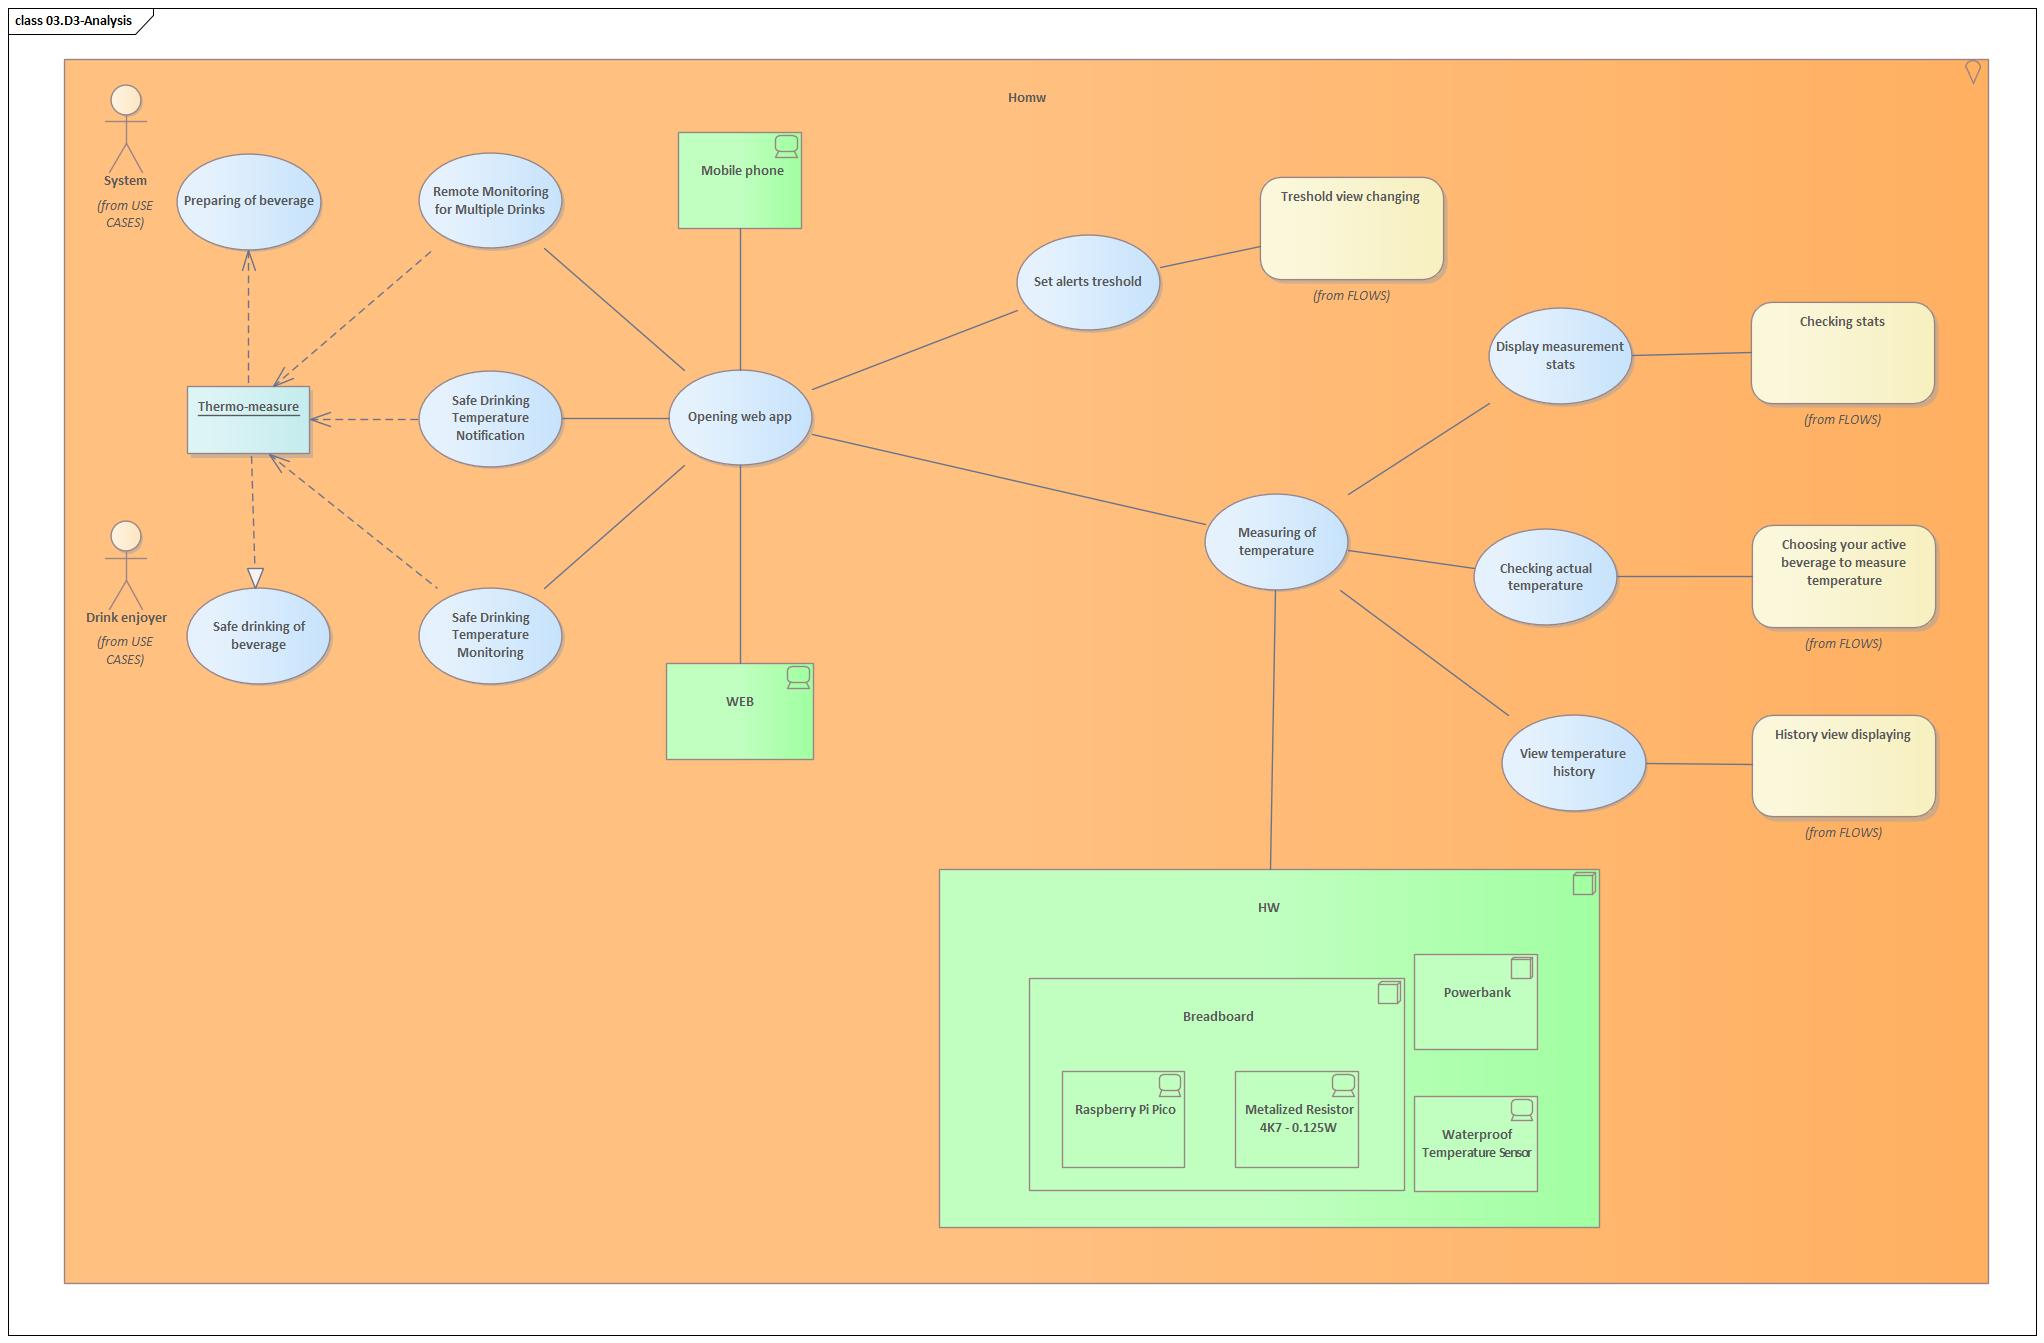 class 03.D3-Analysis
Homw
System
(from USE
CASES)
Preparing of beverage
Remote Monitoring
for Multiple Drinks
Mobile phone
Treshold view changing
(from FLOWS)
Set alerts treshold
Display measurement
stats
Checking stats
(from FLOWS)
Thermo-measure
Safe Drinking
Temperature
Notification
Opening web app
Measuring of
temperature
Checking actual
temperature
Choosing your active
beverage to measure
temperature
(from FLOWS)
Drink enjoyer
(from USE
CASES)
Safe drinking of
beverage
Safe Drinking
Temperature
Monitoring
WEB
View temperature
history
History view displaying
(from FLOWS)
HW
Breadboard
Powerbank
Raspberry Pi Pico
Metalized Resistor
4K7 - 0.125W
Waterproof
Temperature Sensor